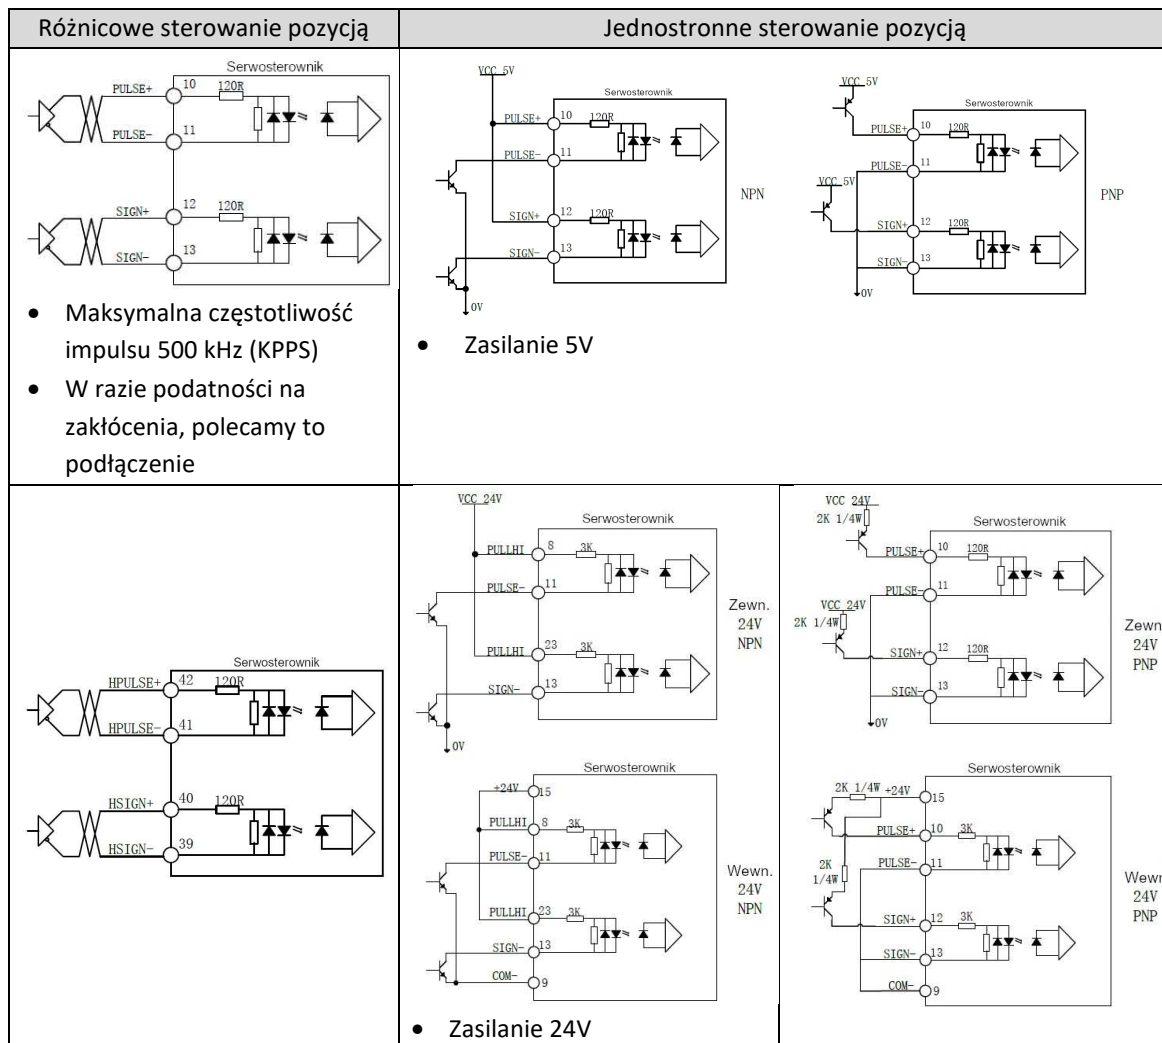 Różnicowe sterowanie pozycją
Jednostronne sterowanie pozycją
Serwosterownik
PULSE+
10
120R
PULSE-
11
SIGN+
12
120R
SIGN-
13
Maksymalna częstotliwość
impulsu 500 kHz (KPPS)
W razie podatności na
zakłócenia, polecamy to
podłączenie
VCC 5V
Serwosterownik
PULSE+
10
120R
PULSE-
11
SIGN+
12
120R
SIGN-
13
0V
NPN
VCC 5V
Serwosterownik
PULSE+
10
120R
PULSE-
11
VCC 5V
SIGN+
12
120R
SIGN-
13
0V
PNP
Zasilanie 5V
Serwosterownik
HPULSE+
42
120R
HPULSE-
41
HSIGN+
40
120R
HSIGN-
39
VCC 24V
Serwosterownik
PULLHI
8
3K
PULSE-
11
PULLHI
23
3K
SIGN-
13
0V
Zewn.
24V
NPN
VCC 24V
2K 1/4W
Serwosterownik
PULSE+
10
120R
PULSE-
11
VCC 24V
2K 1/4W
SIGN+
12
120R
SIGN-
13
0V
Zewn
24V
PNP
Serwosterownik
+24V
15
PULLHI
8
3K
PULSE-
11
PULLHI
23
3K
SIGN-
13
COM-
9
Wewn.
24V
NPN
Serwosterownik
2K 1/4W
+24V
15
PULSE+
10
3K
PULSE-
11
2K
1/4W
SIGN+
12
3K
SIGN-
13
COM-
9
Wewn
24V
PNP
Zasilanie 24V